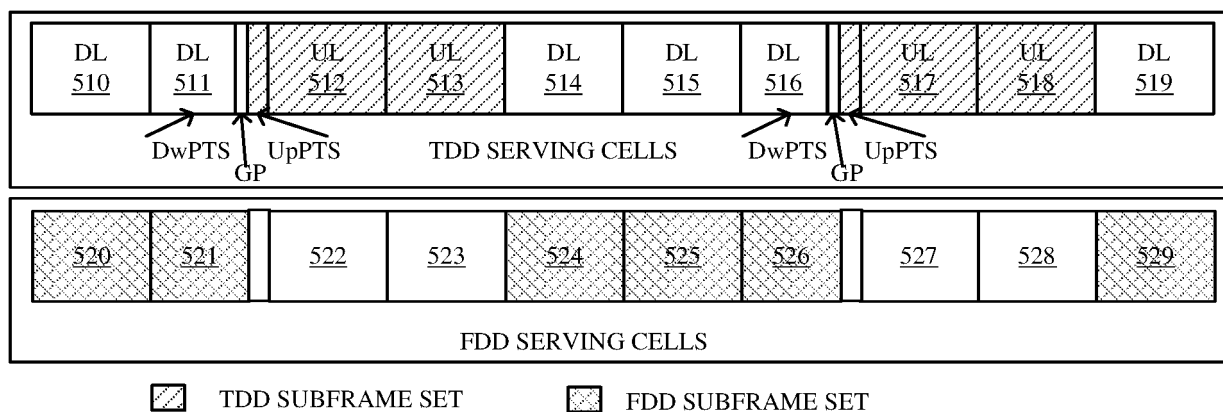 DL DL UL UL DL DL DL UL UL DL
510 511 512 513 514 515 516 517 518 519
DwPTS UpPTS TDD SERVING CELLS DwPTS UpPTS
GP GP
520 521 522 523 524 525 526 527 528 529
FDD SERVING CELLS
TDD SUBFRAME SET FDD SUBFRAME SET